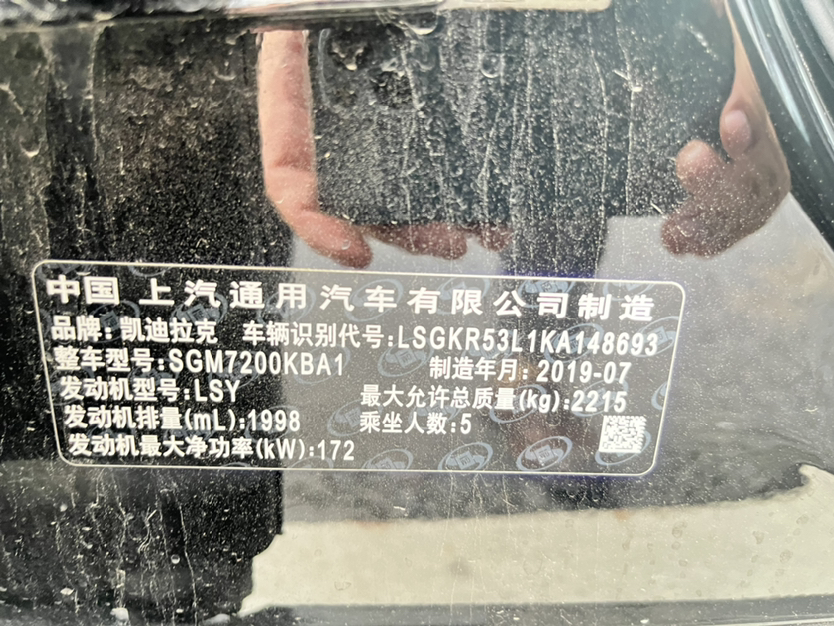 中国 上汽通用汽车有限公司制造
品牌:凯迪拉克 车辆识别代号:LSGKR53L1KA148693
整车型号:SGM7200KBA1 制造年月:2019-07
发动机型号:LSY 最大允许总质量(kg):2215
发动机排量(mL):1998 乘坐人数:5
发动机最大净功率(kW):172